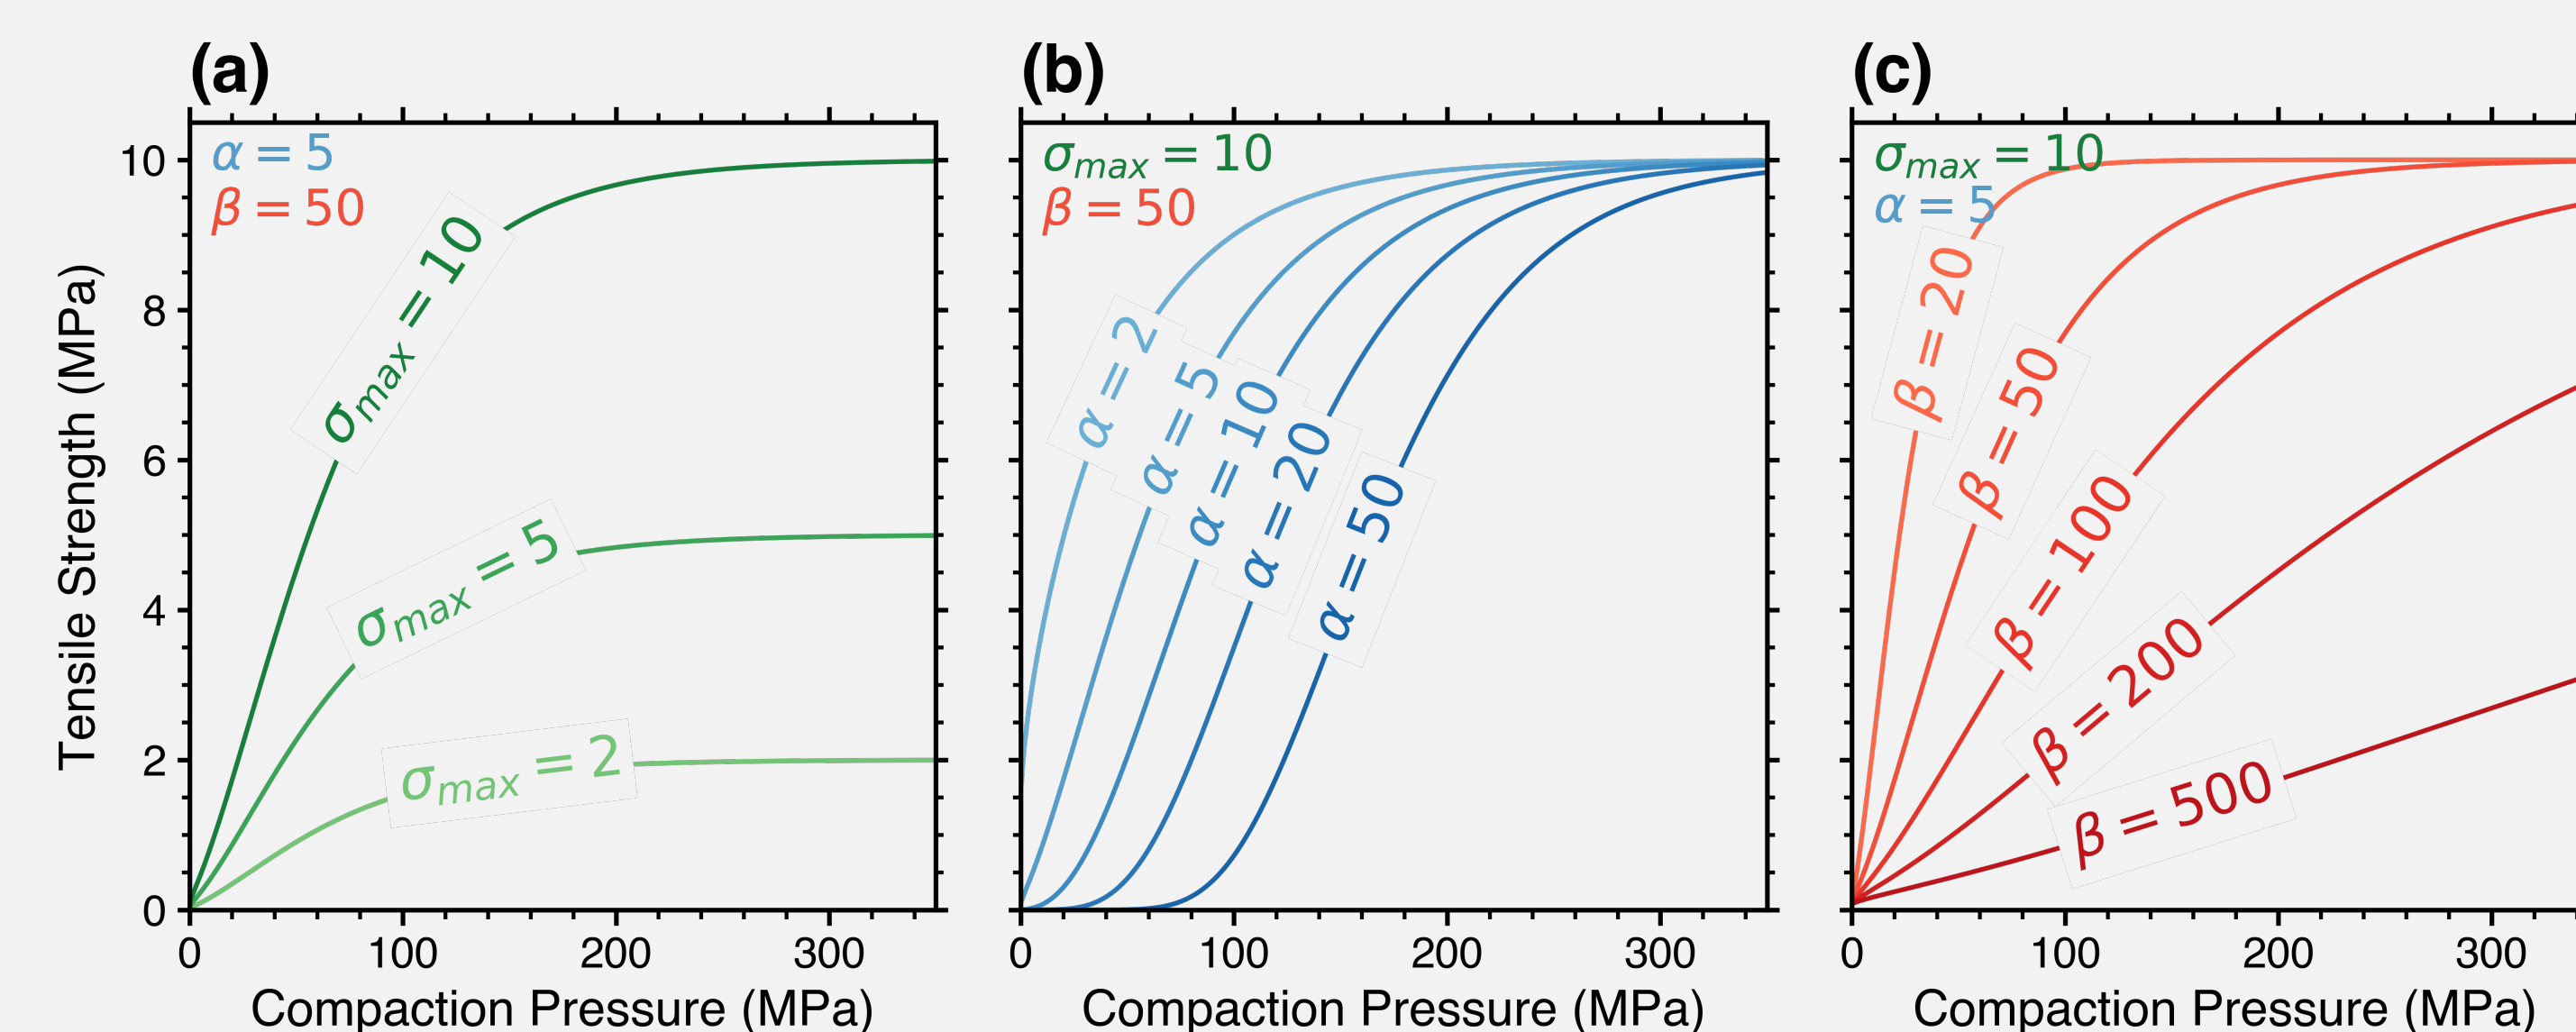 (a)
α = 5
β = 50
σmax = 10
σmax = 5
σmax = 2
10
8
6
4
2
0
Tensile Strength (MPa)
0 100 200 300
Compaction Pressure (MPa)
(b)
σmax = 10
β = 50
α = 2
α = 5
α = 10
α = 20
α = 50
0 100 200 300
Compaction Pressure (MPa)
(c)
σmax = 10
α = 5
β = 20
β = 50
β = 100
β = 200
β = 500
0 100 200 300
Compaction Pressure (MPa)